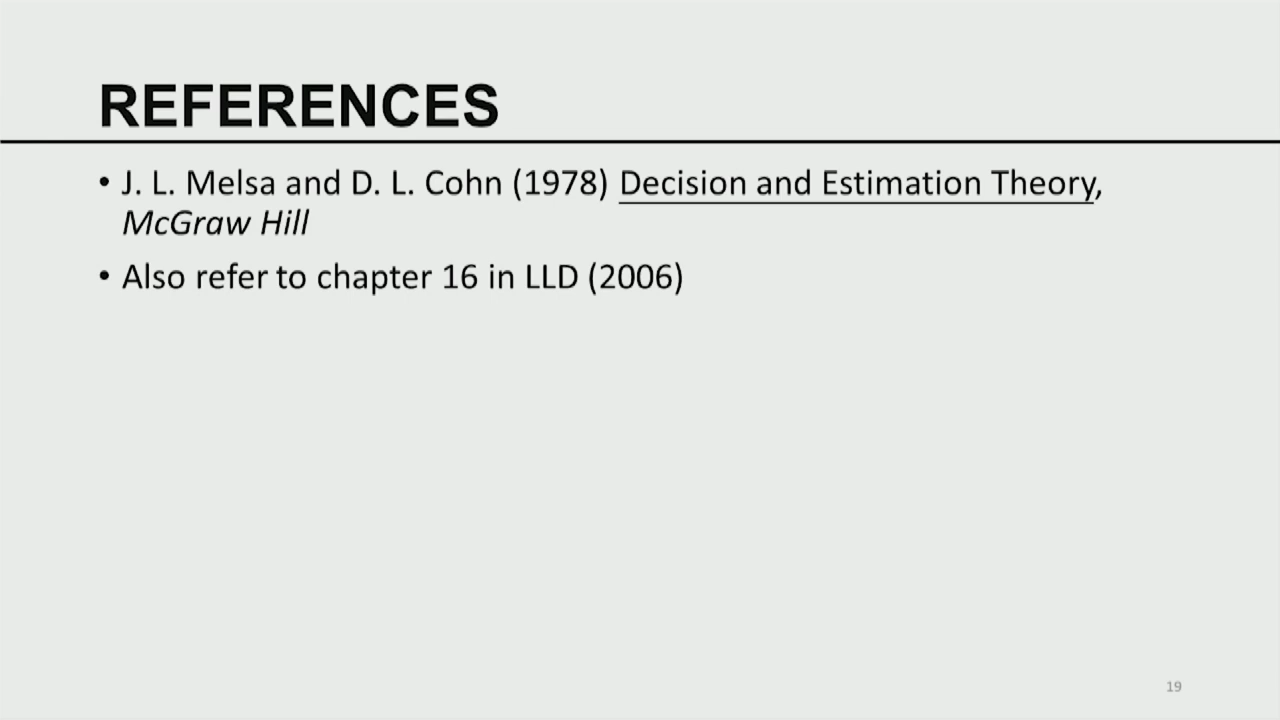 REFERENCES
• J. L. Melsa and D. L. Cohn (1978) Decision and Estimation Theory,
McGraw Hill
• Also refer to chapter 16 in LLD (2006)
19